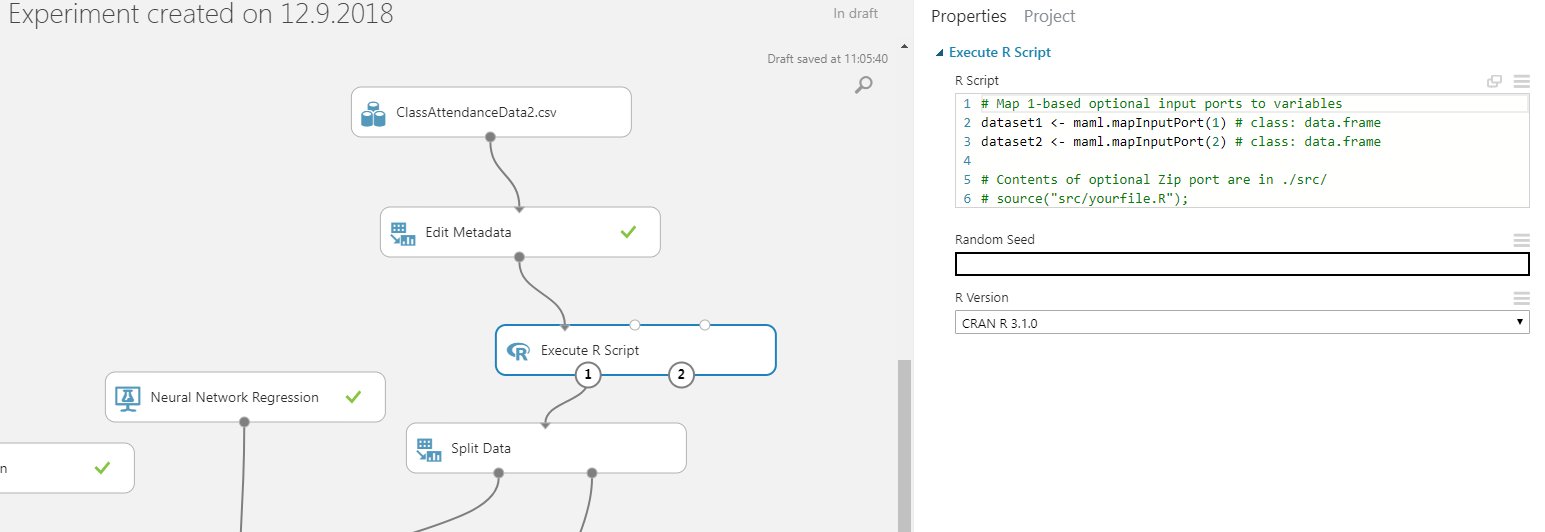 Experiment created on 12.9.2018
In draft
Draft saved at 11:05:40
ClassAttendanceData2.csv
Edit Metadata
Execute R Script
1
2
Neural Network Regression
n
Split Data
Properties Project
Execute R Script
R Script
1 # Map 1-based optional input ports to variables
2 dataset1 <- maml.mapInputPort(1) # class: data.frame
3 dataset2 <- maml.mapInputPort(2) # class: data.frame
4
5 # Contents of optional Zip port are in ./src/
6 # source("src/yourfile.R");
Random Seed
R Version
CRAN R 3.1.0